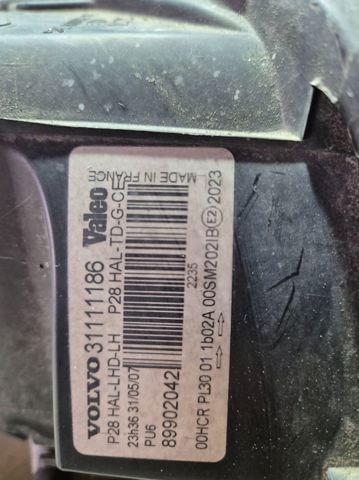 VOLVO 31111186 Valeo
P28 HAL-LHD-LH P28 HAL-TD-G-CE
23h36 31/05/07
PU6
89902042
2235
MADE IN FRANCE
00HCR PL30 01 1b02A 00SM202IB E2 2023